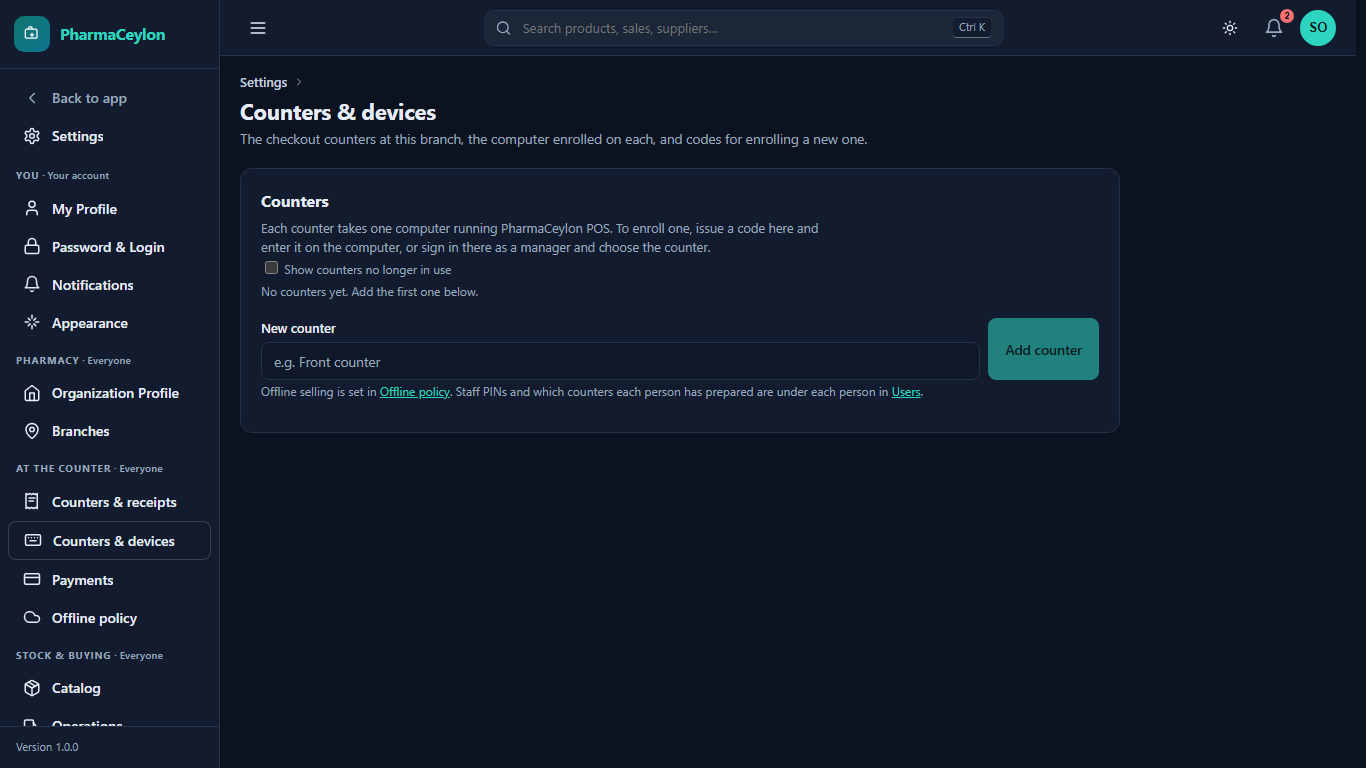 PharmaCeylon
Search products, sales, suppliers...
Ctrl K
2
SO
Back to app
Settings
YOU · Your account
My Profile
Password & Login
Notifications
Appearance
PHARMACY · Everyone
Organization Profile
Branches
AT THE COUNTER · Everyone
Counters & receipts
Counters & devices
Payments
Offline policy
STOCK & BUYING · Everyone
Catalog
Operations
Version 1.0.0
Settings
Counters & devices
The checkout counters at this branch, the computer enrolled on each, and codes for enrolling a new one.
Counters
Each counter takes one computer running PharmaCeylon POS. To enroll one, issue a code here and
enter it on the computer, or sign in there as a manager and choose the counter.
Show counters no longer in use
No counters yet. Add the first one below.
New counter
e.g. Front counter
Add counter
Offline selling is set in Offline policy. Staff PINs and which counters each person has prepared are under each person in Users.